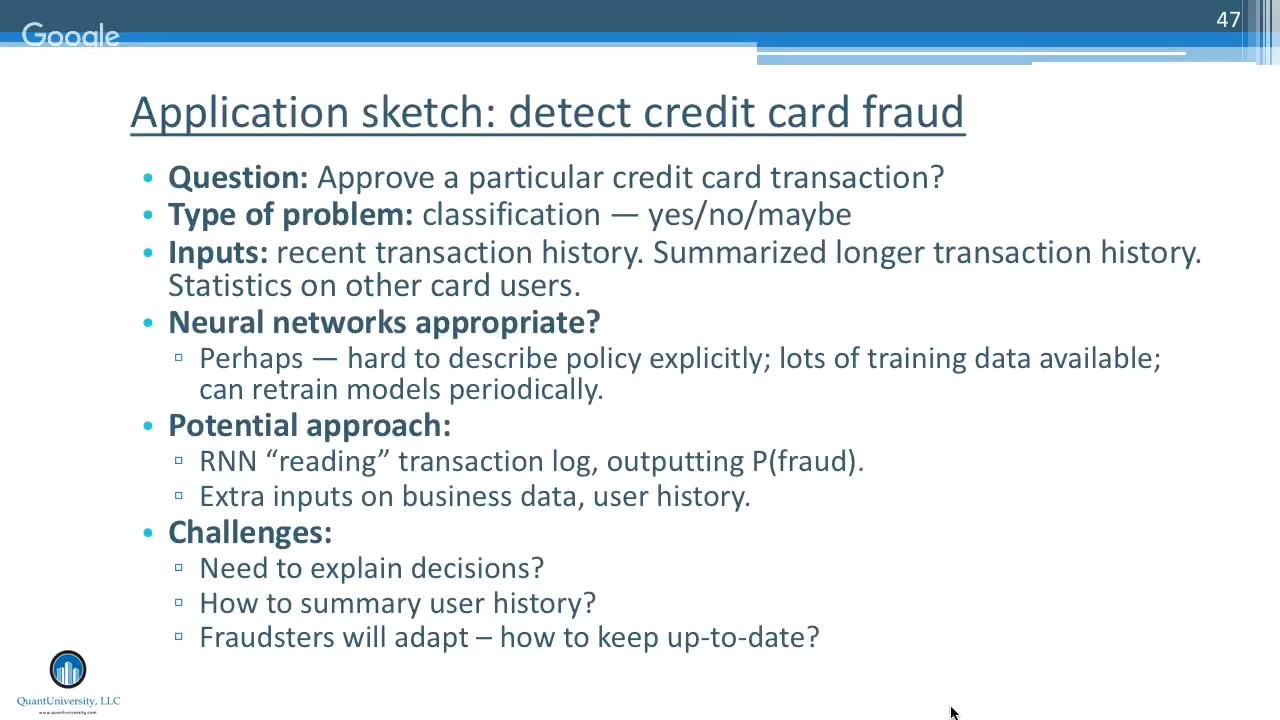 47
Google
Application sketch: detect credit card fraud
• Question: Approve a particular credit card transaction?
• Type of problem: classification — yes/no/maybe
• Inputs: recent transaction history. Summarized longer transaction history.
Statistics on other card users.
• Neural networks appropriate?
▫ Perhaps — hard to describe policy explicitly; lots of training data available;
can retrain models periodically.
• Potential approach:
▫ RNN “reading” transaction log, outputting P(fraud).
▫ Extra inputs on business data, user history.
• Challenges:
▫ Need to explain decisions?
▫ How to summary user history?
▫ Fraudsters will adapt – how to keep up-to-date?
QuantUniversity, LLC
www.quantuniversity.com